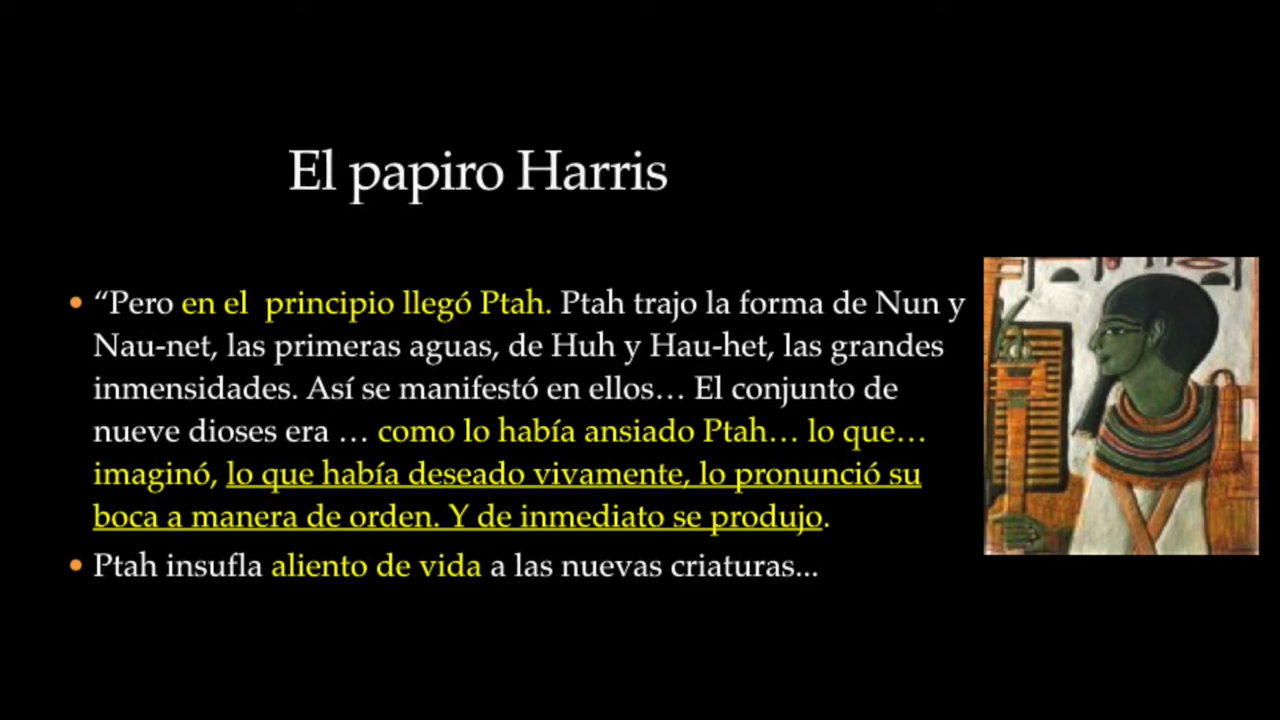 El papiro Harris
• “Pero en el  principio llegó Ptah. Ptah trajo la forma de Nun y
Nau-net, las primeras aguas, de Huh y Hau-het, las grandes
inmensidades. Así se manifestó en ellos… El conjunto de
nueve dioses era … como lo había ansiado Ptah… lo que…
imaginó, lo que había deseado vivamente, lo pronunció su
boca a manera de orden. Y de inmediato se produjo.
• Ptah insufla aliento de vida a las nuevas criaturas...